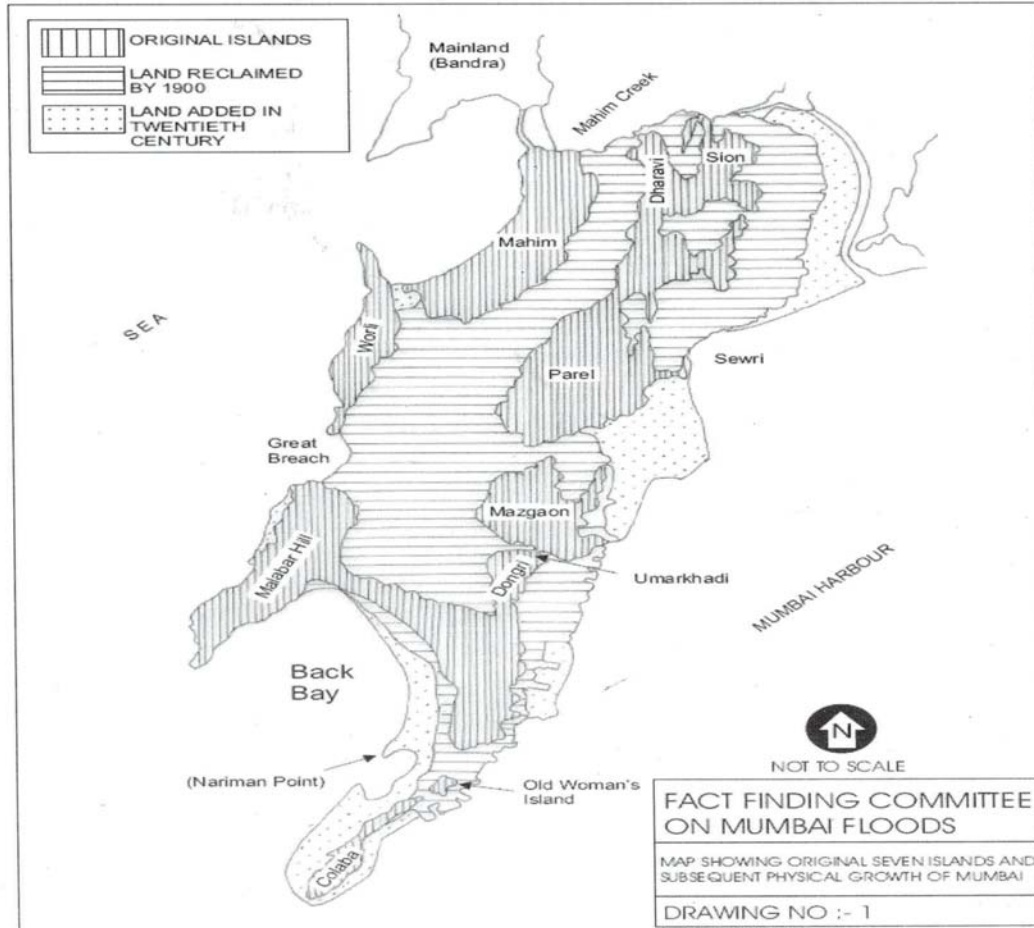 ORIGINAL ISLANDS
LAND RECLAIMED
BY 1900
LAND ADDED IN
TWENTIETH
CENTURY
Mainland
(Bandra)
Mahim Creek
Sion
Dharavi
Mahim
SEA
Worli
Sewri
Parel
Great
Breach
Mazgaon
Malabar Hill
Dongri
Umarkhadi
MUMBAI HARBOUR
Back
Bay
N
NOT TO SCALE
(Nariman Point)
Old Woman's
Island
Colaba
FACT FINDING COMMITTEE
ON MUMBAI FLOODS
MAP SHOWING ORIGINAL SEVEN ISLANDS AND
SUBSEQUENT PHYSICAL GROWTH OF MUMBAI
DRAWING NO :- 1